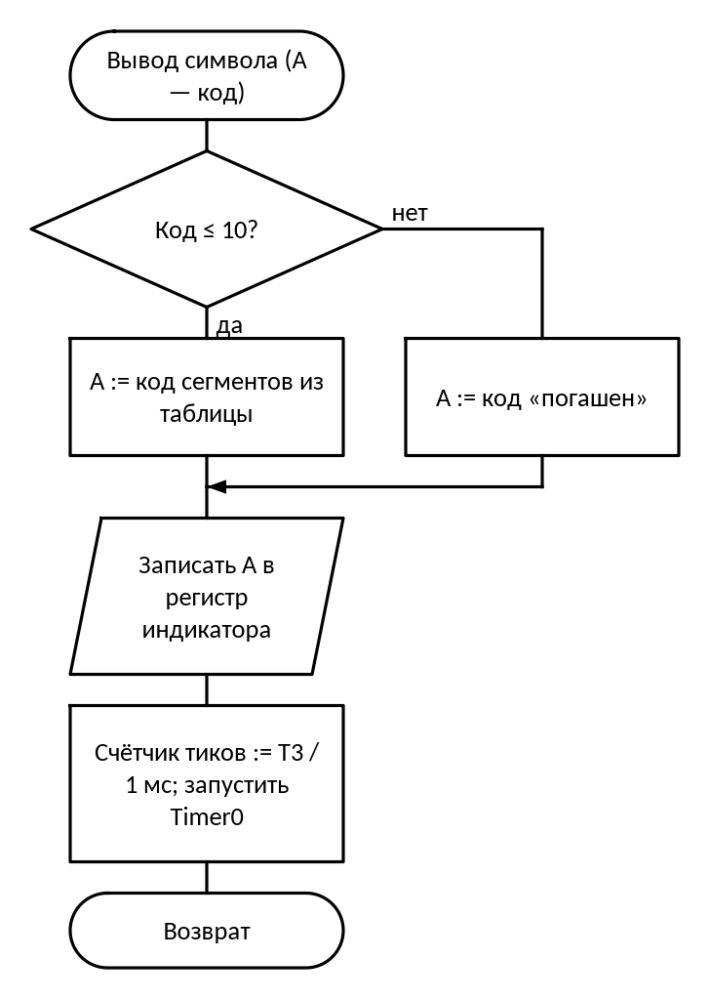 Вывод символа (A
— код)
Код ≤ 10?
нет
да
A := код сегментов из
таблицы
A := код «погашен»
Записать A в
регистр
индикатора
Счётчик тиков := T3 /
1 мс; запустить
Timer0
Возврат